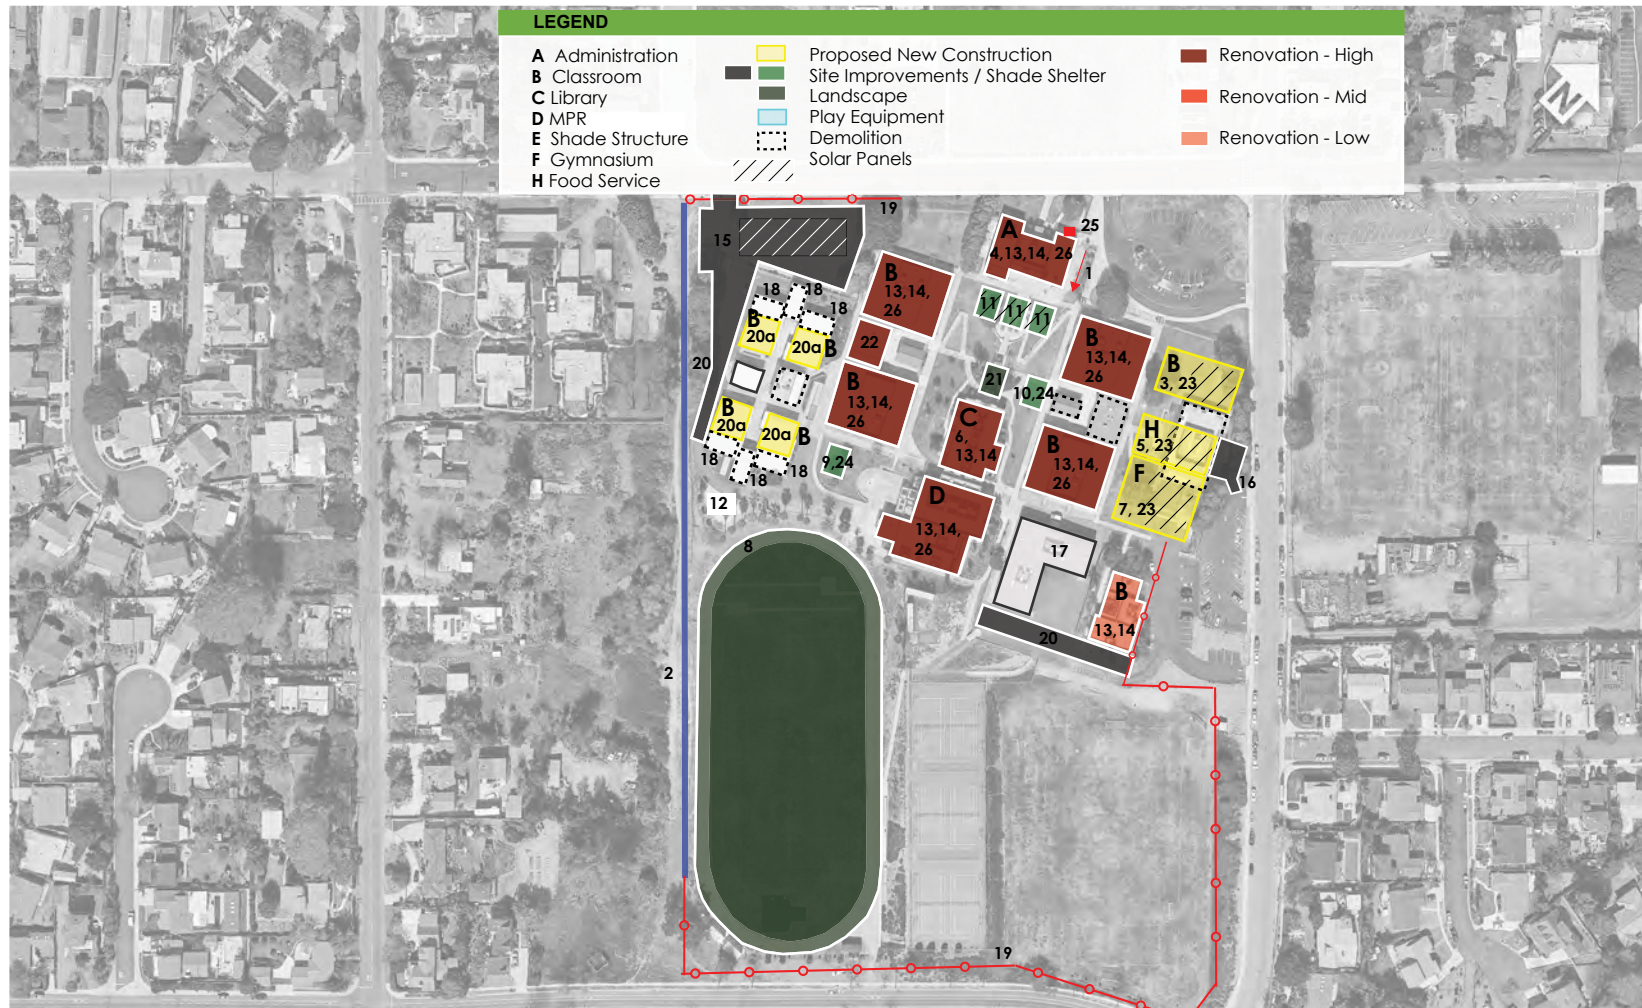 LEGEND
A Administration
B Classroom
C Library
D MPR
E Shade Structure
F Gymnasium
H Food Service
Proposed New Construction
Site Improvements / Shade Shelter
Landscape
Play Equipment
Demolition
Solar Panels
Renovation - High
Renovation - Mid
Renovation - Low
N
19
15
A
4,13,14, 26
25
1
B
13,14,
26
11
11
11
18
18
18
B
20a
20a
B
22
20
B
13,14,
26
B
3, 23
21
10,24
B
13,14,
26
B
20a
20a
B
18
18
18
9,24
C
6,
13,14
B
13,14,
26
H
5, 23
F
7, 23
16
12
D
13,14,
26
8
17
B
13,14
20
2
19